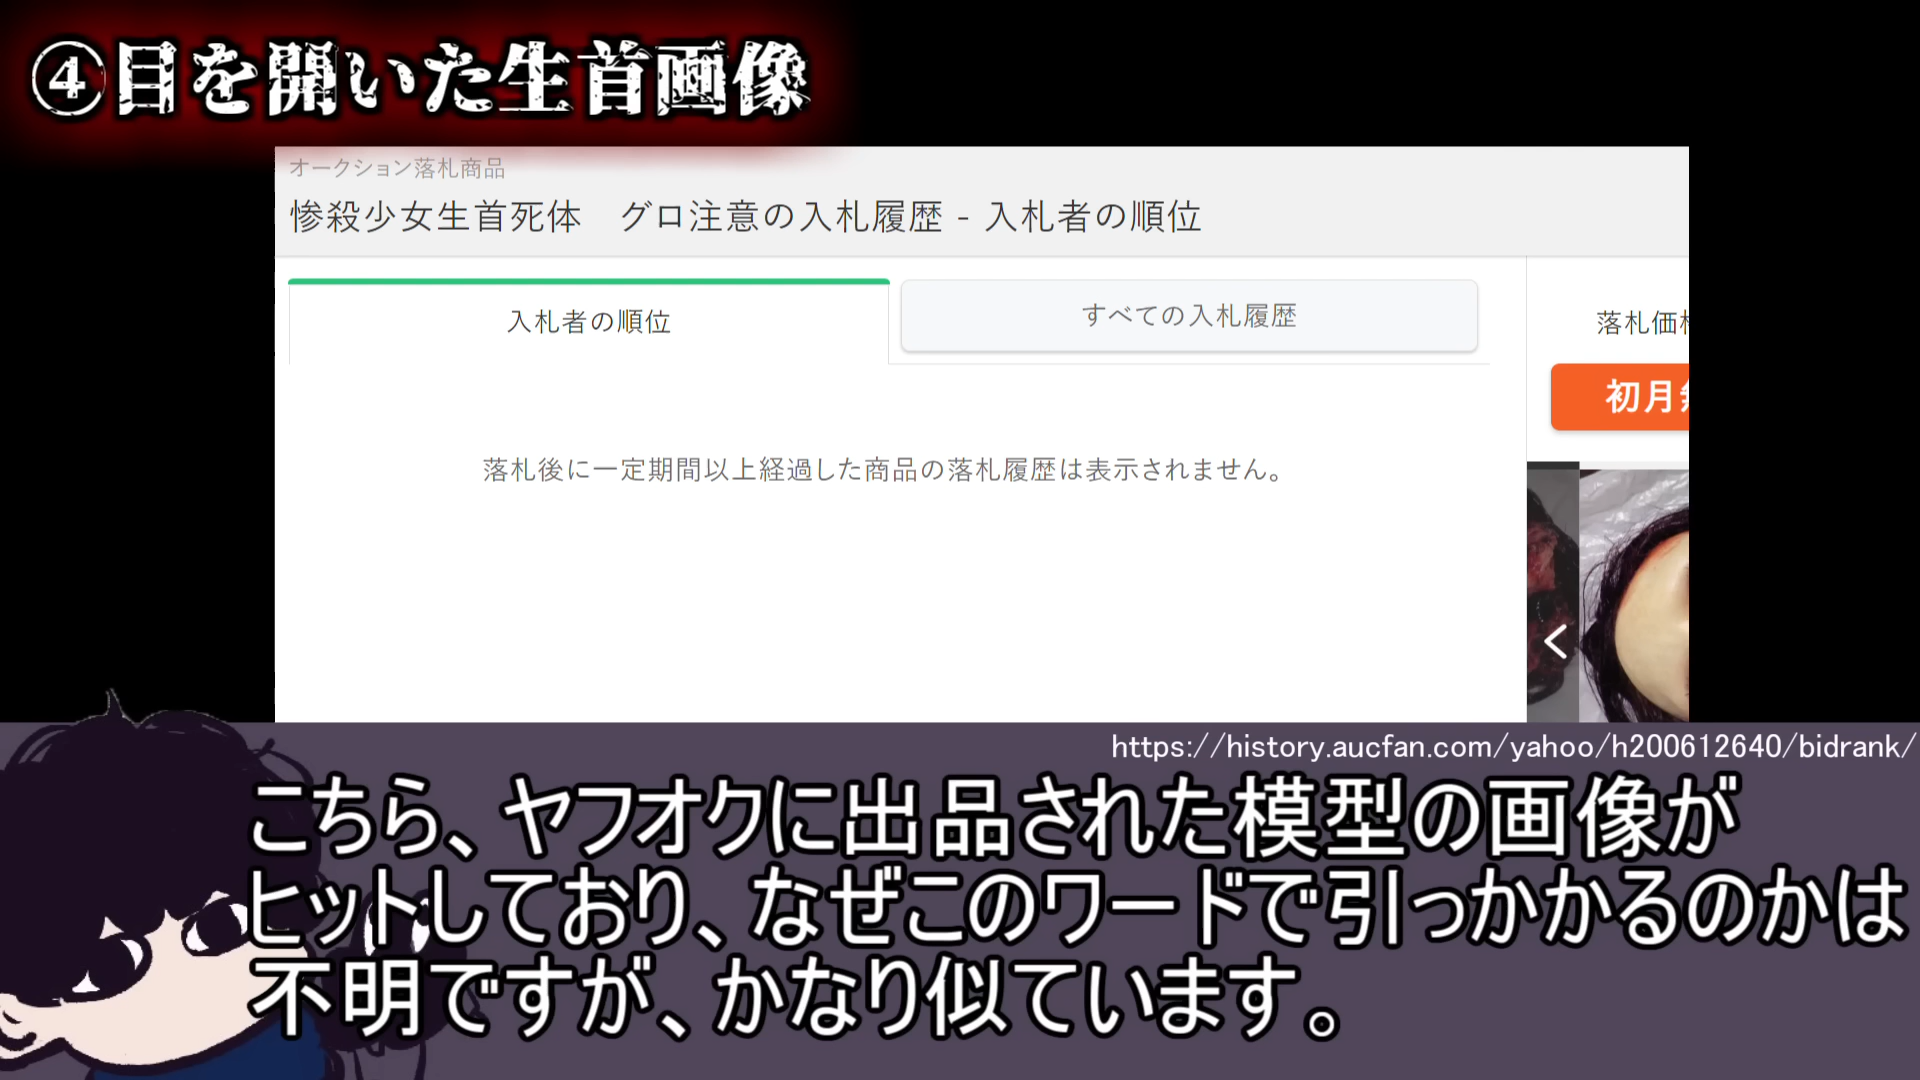 ④目を開いた生首画像
オークション落札商品
惨殺少女生首死体　グロ注意の入札履歴 - 入札者の順位
入札者の順位
すべての入札履歴
落札価
初月
落札後に一定期間以上経過した商品の落札履歴は表示されません。
https://history.aucfan.com/yahoo/h200612640/bidrank/
こちら、ヤフオクに出品された模型の画像が
ヒットしており、なぜこのワードで引っかかるのかは
不明ですが、かなり似ています。